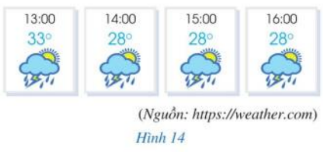 13:00 14:00 15:00 16:00
33° 28° 28° 28°
(Nguồn: https://weather.com)
Hình 14